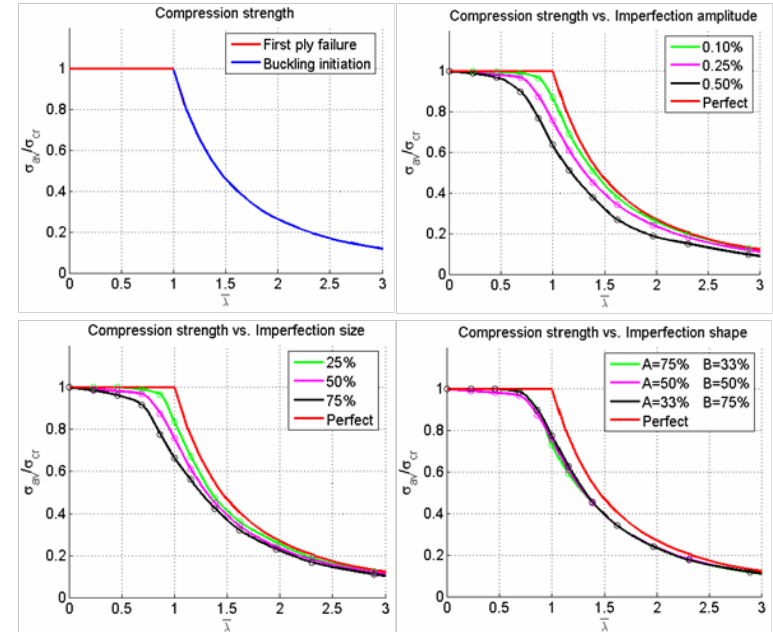 Compression strength
First ply failure
Buckling initiation
σav/σcr
1
0.8
0.6
0.4
0.2
0
0 0.5 1 1.5 2 2.5 3
λ̅
Compression strength vs. Imperfection amplitude
0.10%
0.25%
0.50%
Perfect
σav/σcr
1
0.8
0.6
0.4
0.2
0
0 0.5 1 1.5 2 2.5 3
λ̅
Compression strength vs. Imperfection size
25%
50%
75%
Perfect
σav/σcr
1
0.8
0.6
0.4
0.2
0
0 0.5 1 1.5 2 2.5 3
λ̅
Compression strength vs. Imperfection shape
A=75% B=33%
A=50% B=50%
A=33% B=75%
Perfect
σav/σcr
1
0.8
0.6
0.4
0.2
0
0 0.5 1 1.5 2 2.5 3
λ̅